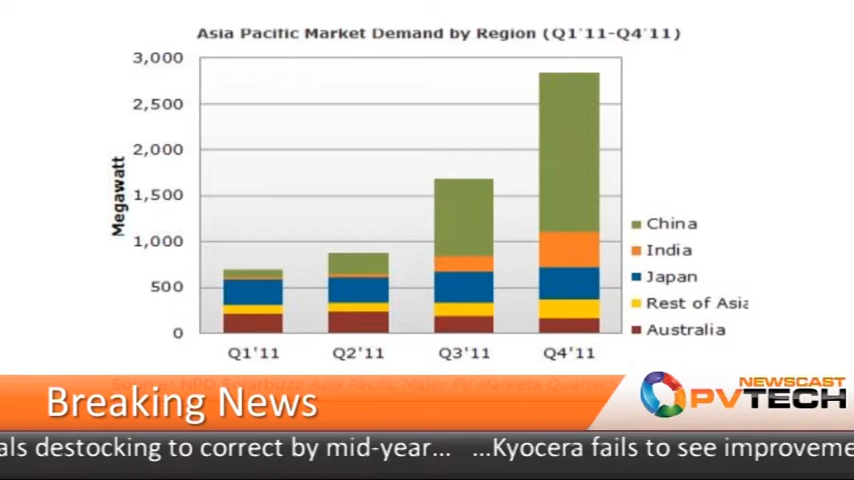 Asia Pacific Market Demand by Region (Q1'11-Q4'11)
3,000
2,500
2,000
1,500
1,000
500
0
Megawatt
Q1'11
Q2'11
Q3'11
Q4'11
China
India
Japan
Rest of Asia
Australia
Breaking News
NEWSCAST
PVTECH
als destocking to correct by mid-year... ...Kyocera fails to see improveme